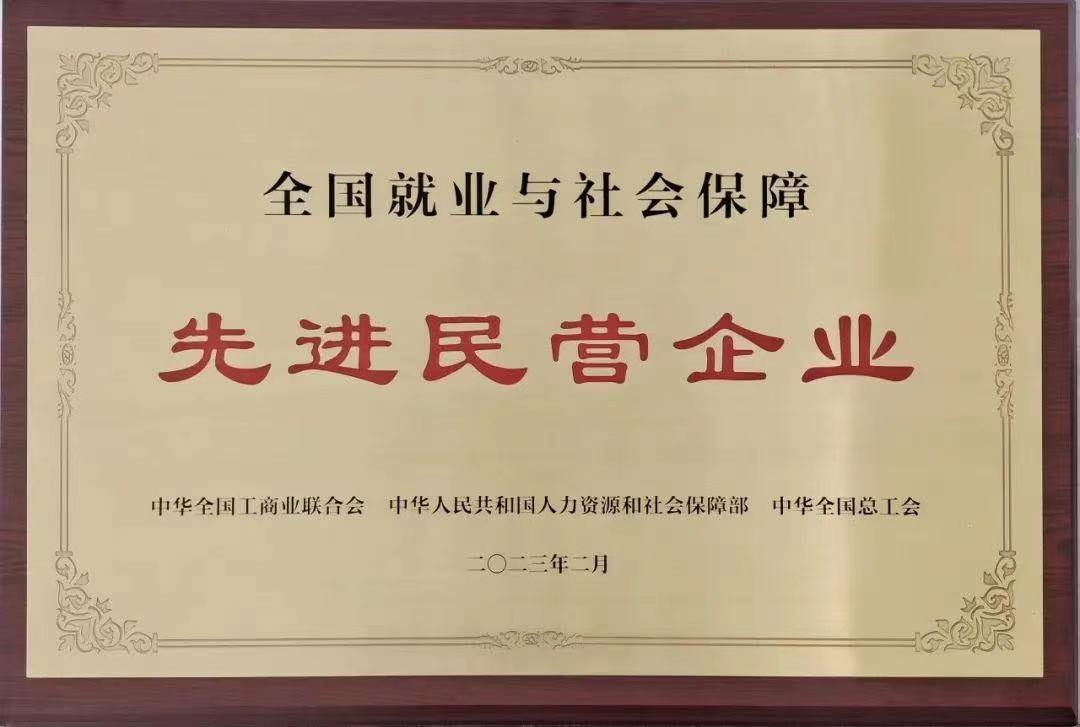 全国就业与社会保障
先进民营企业
中华全国工商业联合会 中华人民共和国人力资源和社会保障部 中华全国总工会
二〇二三年二月